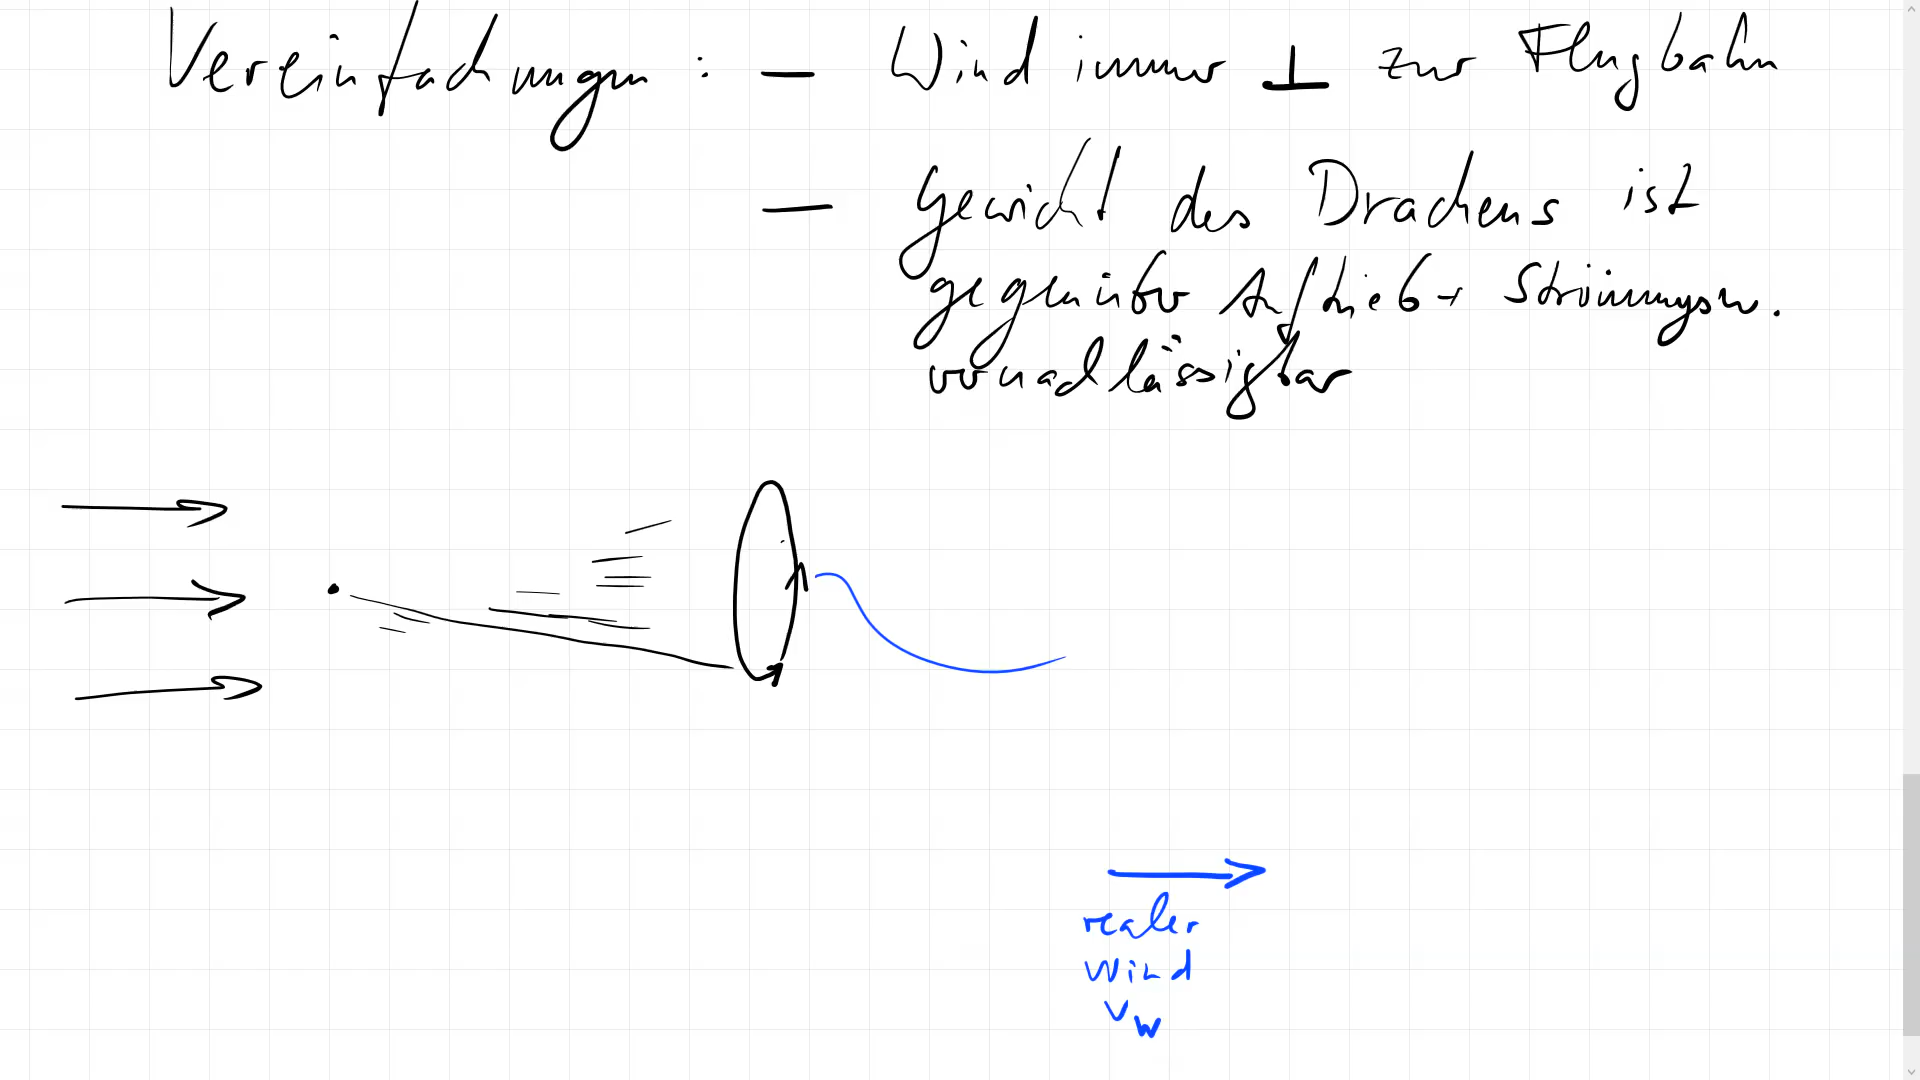 Vereinfachungen : – Wind immer ⊥ zur Flugbahn
– Gewicht des Drachens ist
gegenüber Auftrieb + Strömungsw.
vernachlässigbar
realer
Wind
v_w